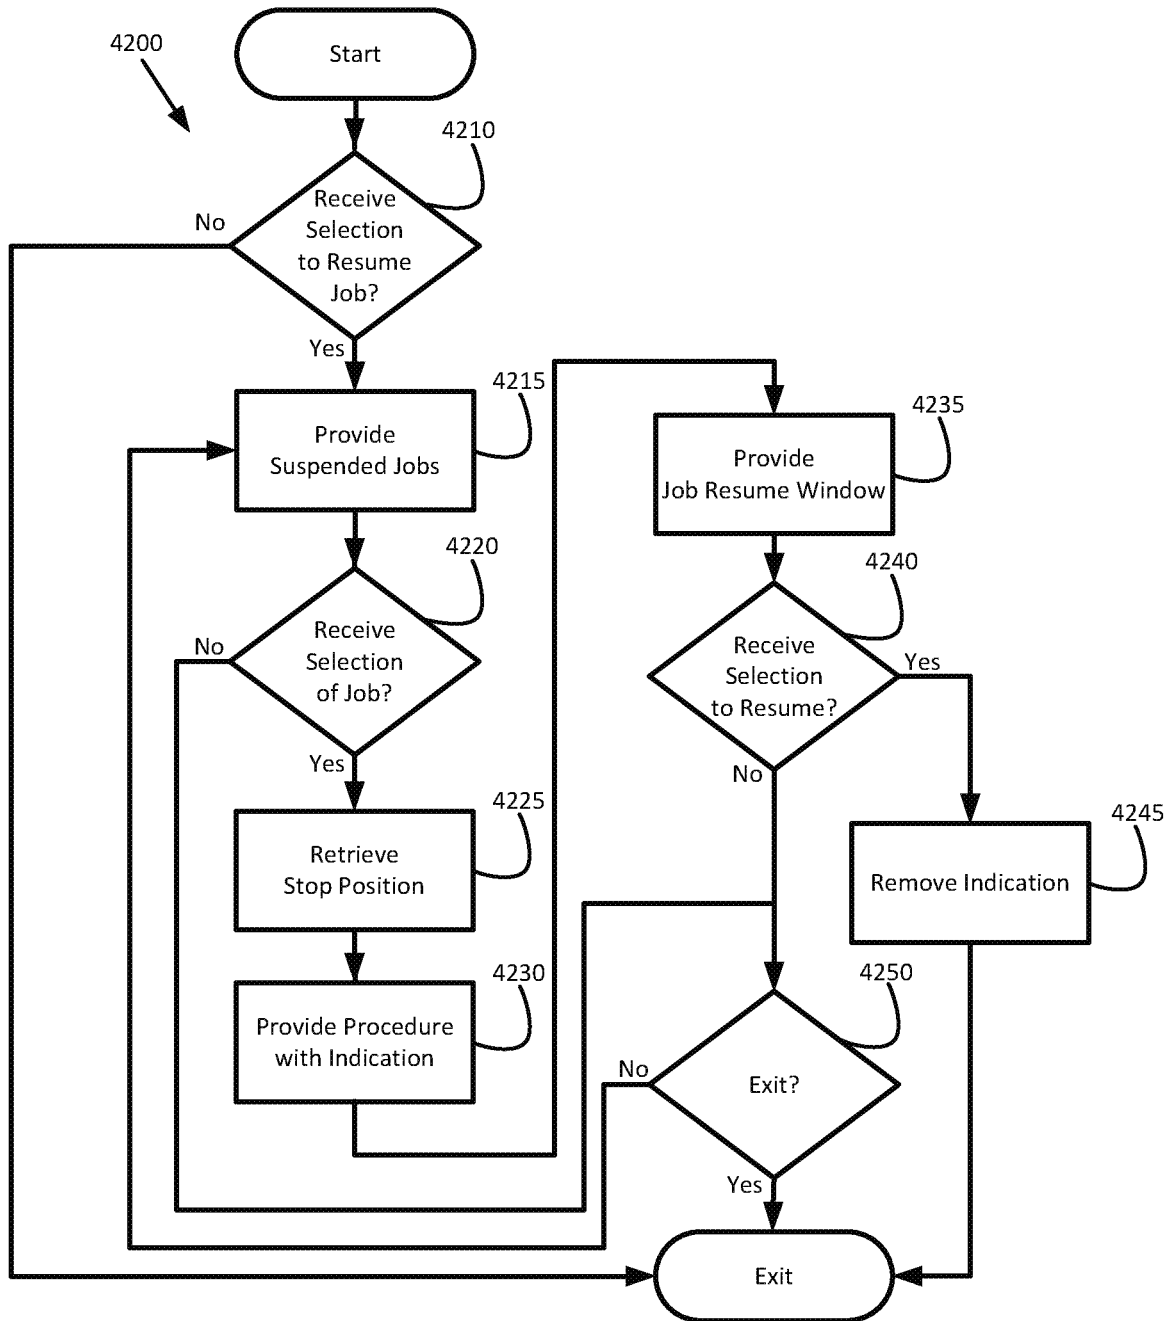 4200
Start
4210
Receive
Selection
to Resume
Job?
No
Yes
4215
Provide
Suspended Jobs
4220
Receive
Selection
of Job?
No
Yes
4225
Retrieve
Stop Position
4230
Provide Procedure
with Indication
4235
Provide
Job Resume Window
4240
Receive
Selection
to Resume?
Yes
No
4245
Remove Indication
4250
Exit?
No
Yes
Exit